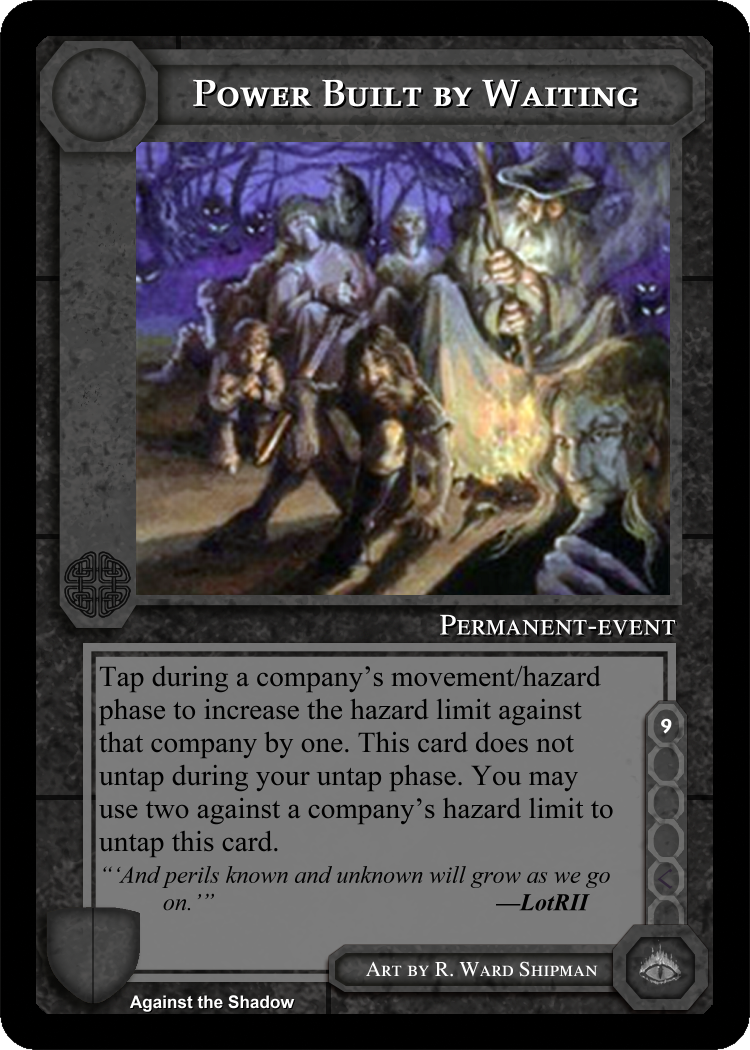 Power Built by Waiting
Permanent-event
Tap during a company’s movement/hazard
phase to increase the hazard limit against
that company by one. This card does not
untap during your untap phase. You may
use two against a company’s hazard limit to
untap this card.
9
“‘And perils known and unknown will grow as we go
on.’” —LotRII
Art by R. Ward Shipman
Against the Shadow